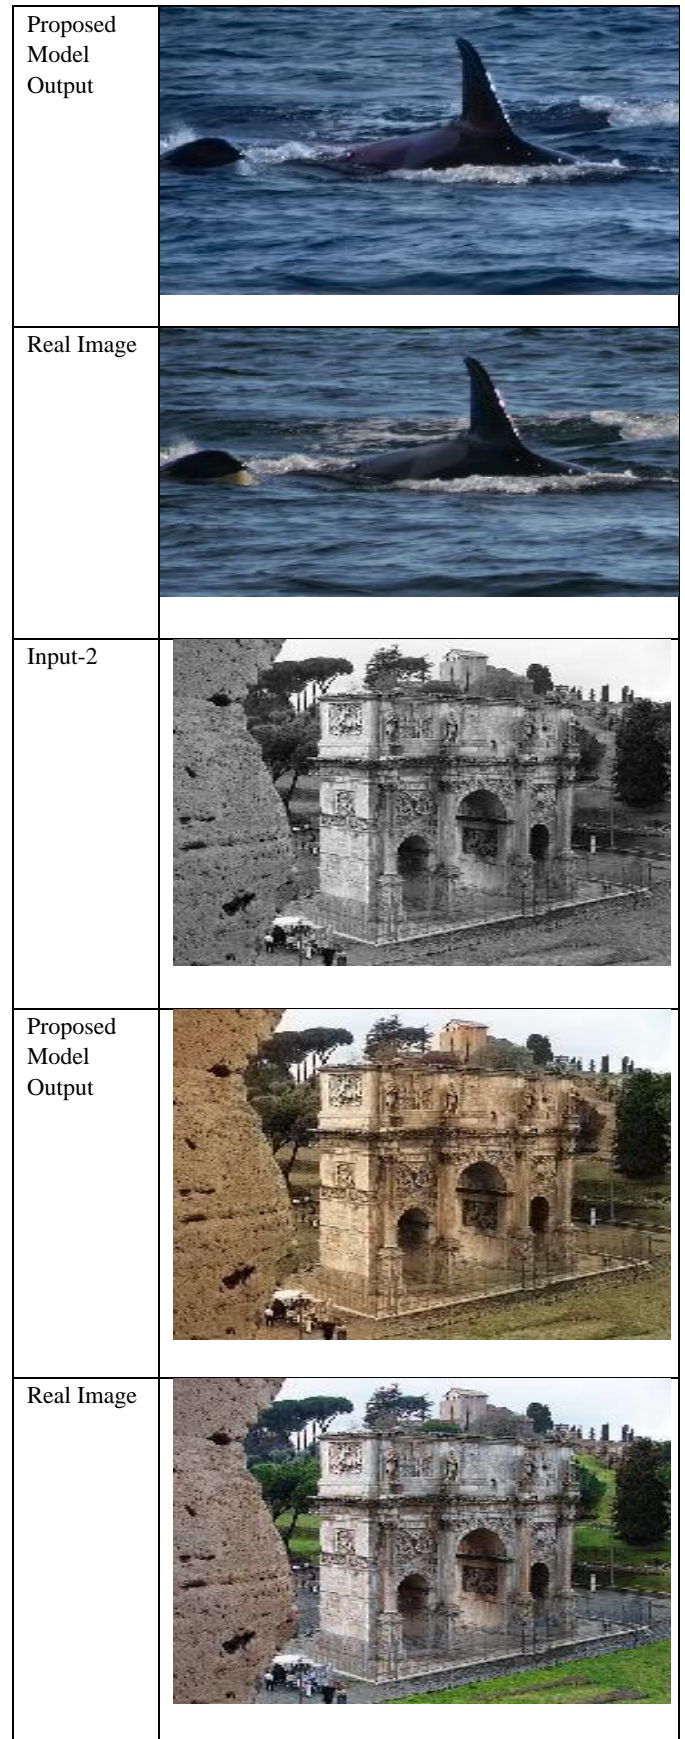 Proposed
Model
Output
Real Image
Input-2
Proposed
Model
Output
Real Image